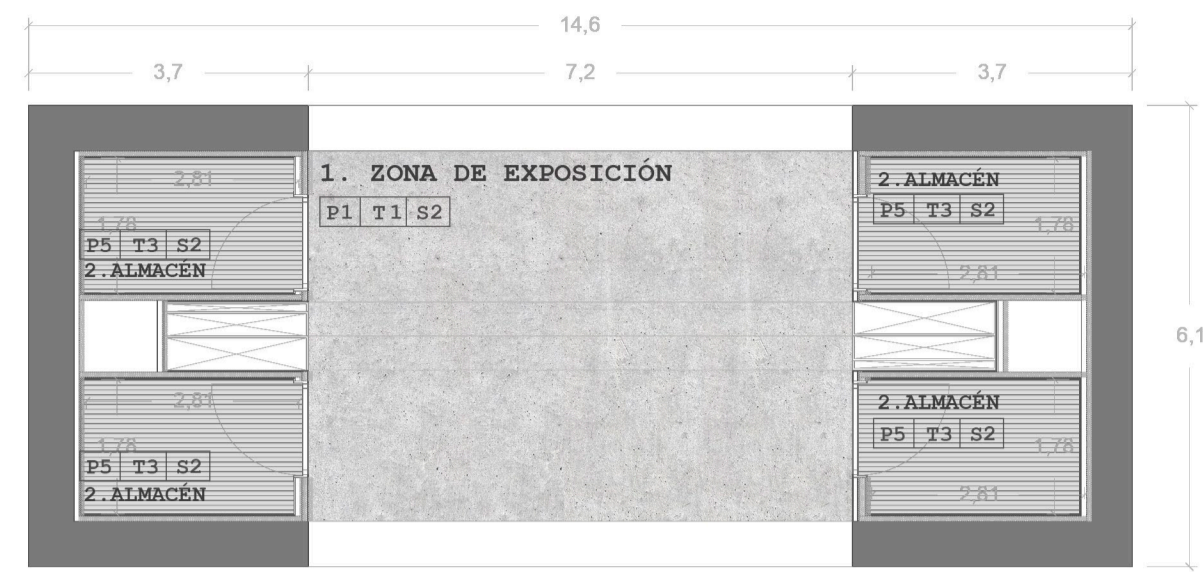 14,6
3,7
7,2
3,7
1. ZONA DE EXPOSICIÓN
P1 T1 S2
2,81
1,78
P5 T3 S2
2.ALMACÉN
2.ALMACÉN
P5 T3 S2
1,78
2,81
6,1
2,81
1,78
P5 T3 S2
2.ALMACÉN
2.ALMACÉN
P5 T3 S2
1,78
2,81